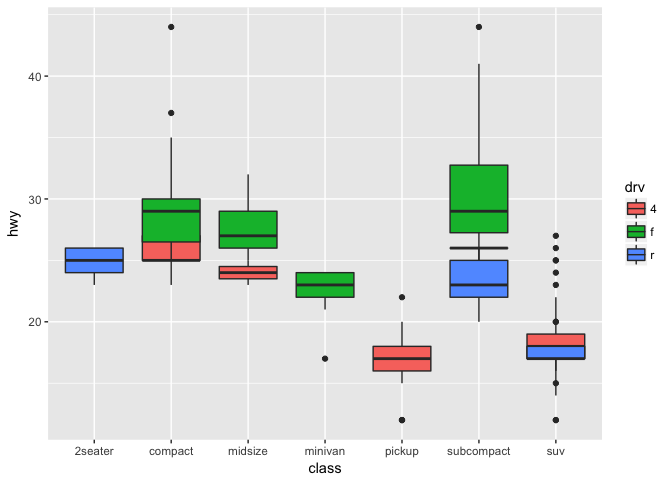 40
30
20
hwy
2seater compact midsize minivan pickup subcompact suv
class
drv
4
f
r